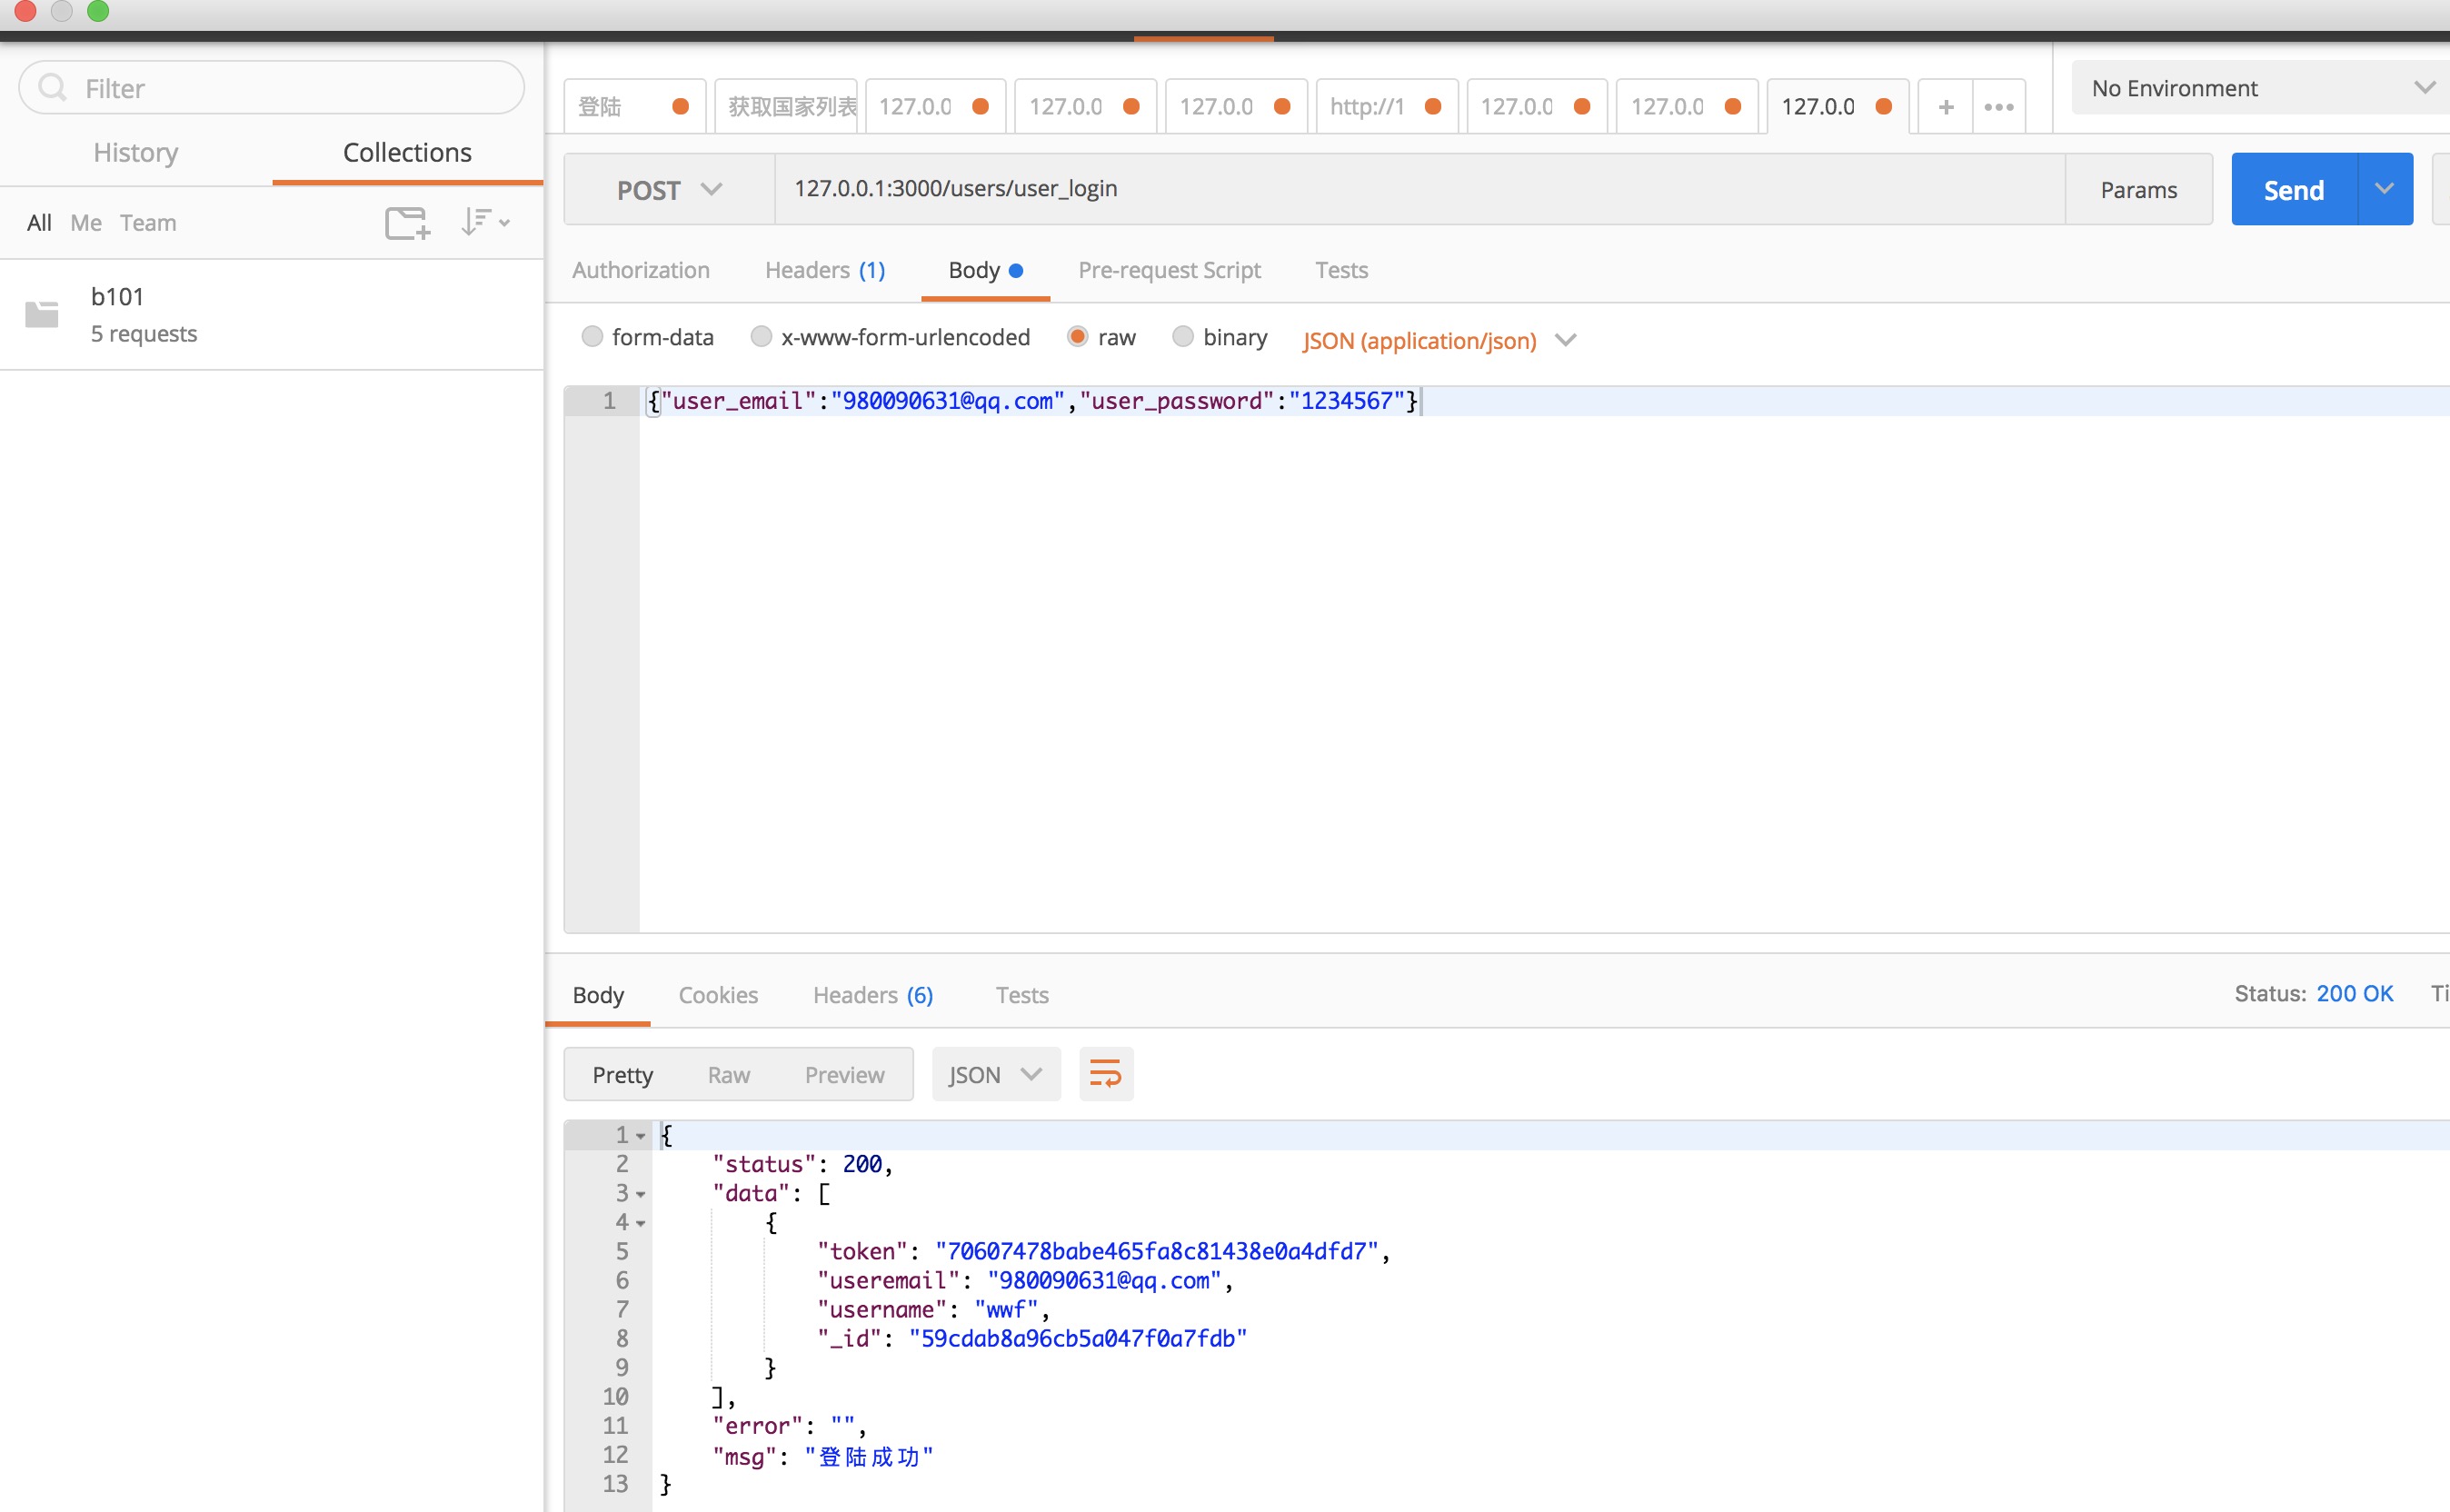 Filter
History Collections
All Me Team
b101
5 requests
登陆 获取国家列表 127.0.0 127.0.0 127.0.0 http://1 127.0.0 127.0.0 127.0.0 + •••
No Environment
POST 127.0.0.1:3000/users/user_login Params Send
Authorization Headers (1) Body Pre-request Script Tests
form-data x-www-form-urlencoded raw binary JSON (application/json)
1 {"user_email":"980090631@qq.com","user_password":"1234567"}
Body Cookies Headers (6) Tests Status: 200 OK Ti
Pretty Raw Preview JSON
1 {
2 "status": 200,
3 "data": [
4 {
5 "token": "70607478babe465fa8c81438e0a4dfd7",
6 "useremail": "980090631@qq.com",
7 "username": "wwf",
8 "_id": "59cdab8a96cb5a047f0a7fdb"
9 }
10 ],
11 "error": "",
12 "msg": "登陆成功"
13 }